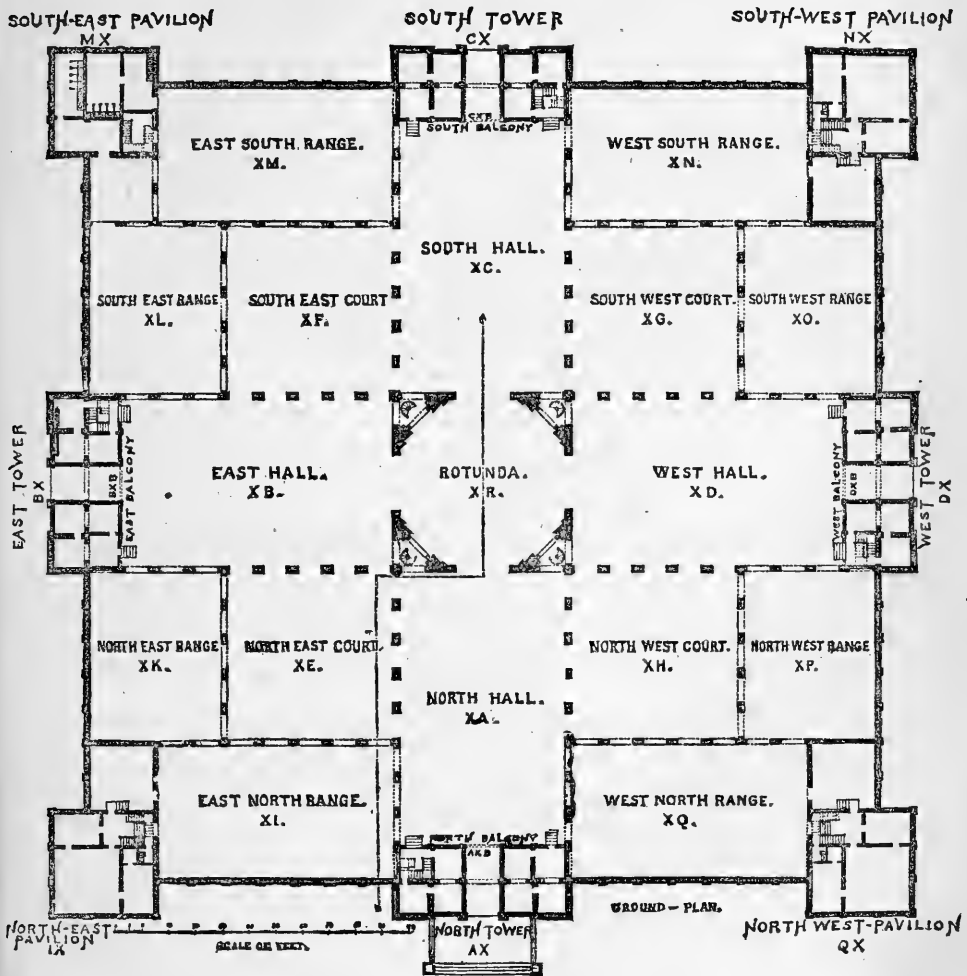 SOUTH-EAST PAVILION
MX
SOUTH TOWER
CX
SOUTH-WEST PAVILION
NX
CXB
SOUTH BALCONY
EAST SOUTH RANGE.
XM.
WEST SOUTH RANGE.
XN.
SOUTH HALL.
XC.
SOUTH EAST RANGE
XL.
SOUTH EAST COURT
XF.
SOUTH WEST COURT.
XG.
SOUTH WEST RANGE
XO.
EAST TOWER
BX
BXB
EAST BALCONY
EAST HALL.
XB.
ROTUNDA.
XR.
WEST HALL.
XD.
WEST BALCONY
DXB
WEST TOWER
DX
NORTH EAST RANGE
XK.
NORTH EAST COURT.
XE.
NORTH WEST COURT.
XH.
NORTH WEST RANGE
XP.
NORTH HALL.
XA.
EAST NORTH RANGE.
XI.
WEST NORTH RANGE.
XQ.
NORTH BALCONY
AXB
GROUND-PLAN.
NORTH-EAST
PAVILION
IX
SCALE OF FEET.
NORTH TOWER
AX
NORTH WEST-PAVILION
QX